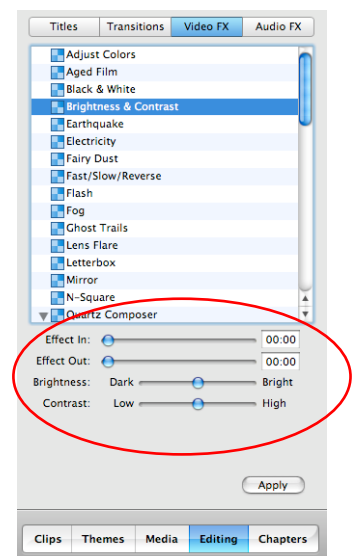 Titles Transitions Video FX Audio FX
Adjust Colors
Aged Film
Black & White
Brightness & Contrast
Earthquake
Electricity
Fairy Dust
Fast/Slow/Reverse
Flash
Fog
Ghost Trails
Lens Flare
Letterbox
Mirror
N-Square
Quartz Composer
Effect In: 00:00
Effect Out: 00:00
Brightness: Dark Bright
Contrast: Low High
Apply
Clips Themes Media Editing Chapters